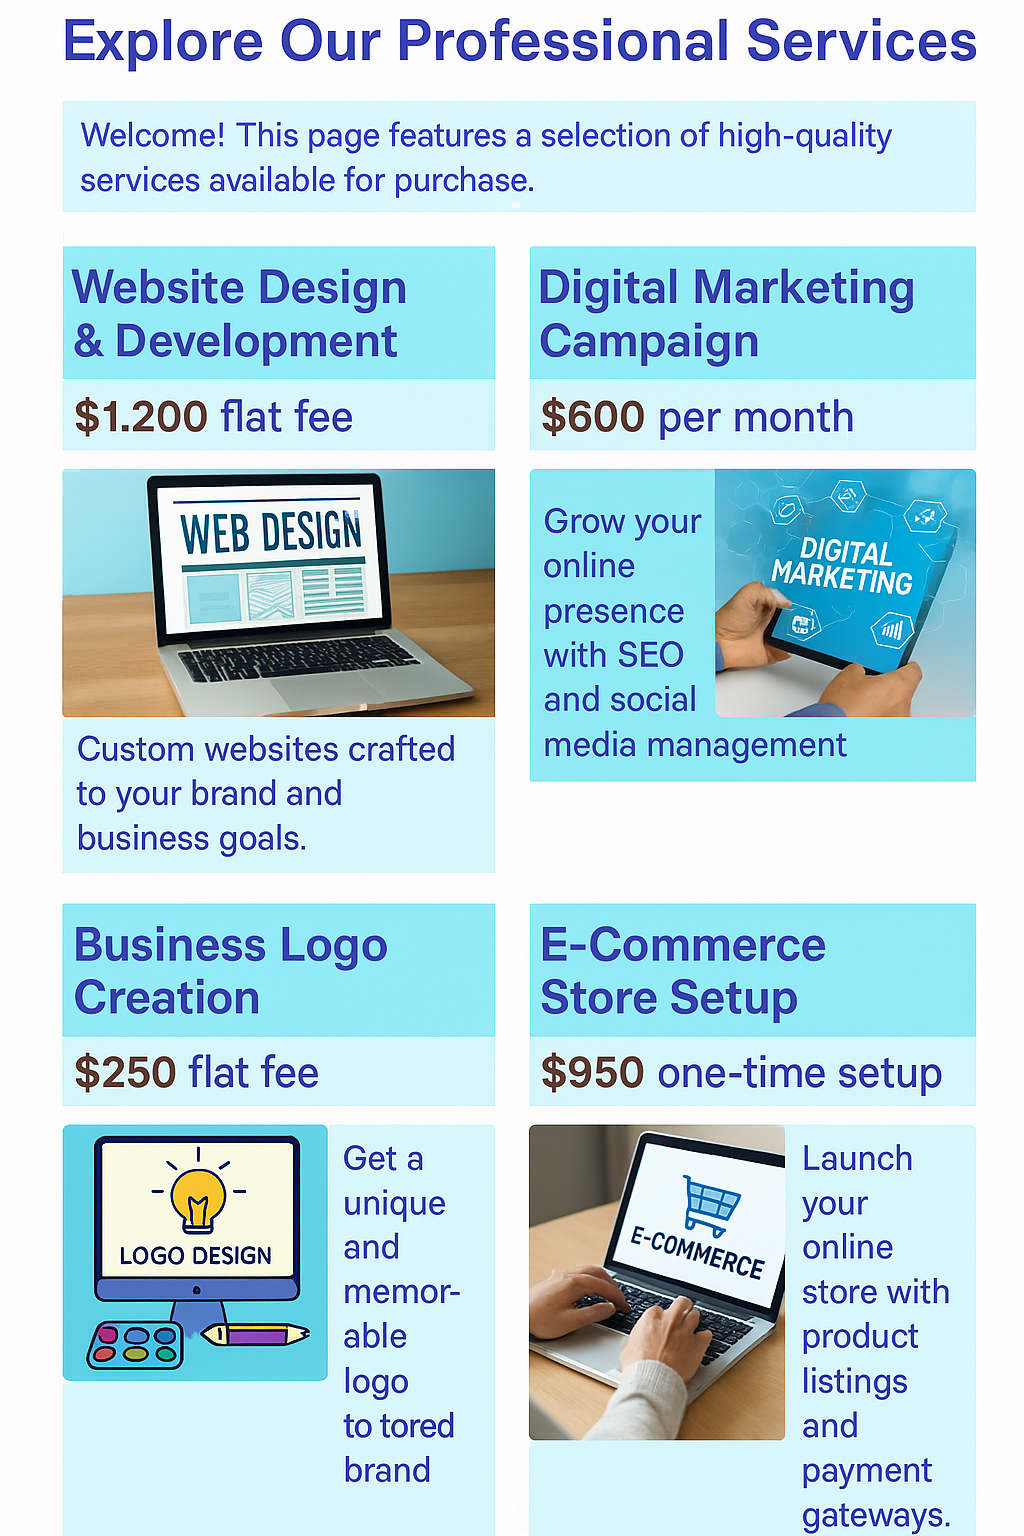 Explore Our Professional Services
Welcome! This page features a selection of high-quality
services available for purchase.
Website Design
& Development
$1.200 flat fee
WEB DESIGN
Custom websites crafted
to your brand and
business goals.
Digital Marketing
Campaign
$600 per month
Grow your
online
presence
with SEO
and social
media management
DIGITAL
MARKETING
Business Logo
Creation
$250 flat fee
LOGO DESIGN
Get a
unique
and
memor-
able
logo
to tored
brand
E-Commerce
Store Setup
$950 one-time setup
E-COMMERCE
Launch
your
online
store with
product
listings
and
payment
gateways.